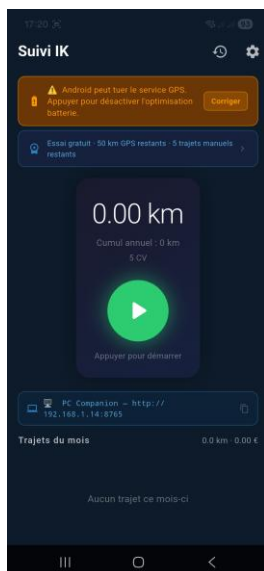 17:20
93
Suivi IK
⚠ Android peut tuer le service GPS.
Appuyer pour désactiver l'optimisation
batterie.
Corriger
Essai gratuit · 50 km GPS restants · 5 trajets manuels
restants
0.00 km
Cumul annuel : 0 km
5 CV
Appuyer pour démarrer
PC Companion — http://
192.168.1.14:8765
Trajets du mois
0.0 km · 0.00 €
Aucun trajet ce mois-ci